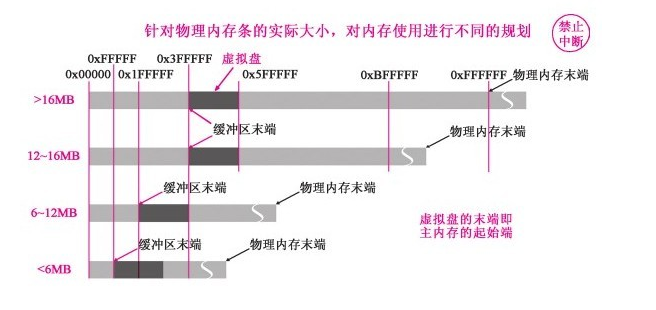 针对物理内存条的实际大小，对内存使用进行不同的规划
禁止
中断
0xFFFFF
0x3FFFFF
虚拟盘
0x00000
0x1FFFFF
0x5FFFFF
0xBFFFFF
0xFFFFFF
物理内存末端
>16MB
缓冲区末端
物理内存末端
12~16MB
缓冲区末端
物理内存末端
6~12MB
虚拟盘的末端即
主内存的起始端
缓冲区末端
物理内存末端
<6MB